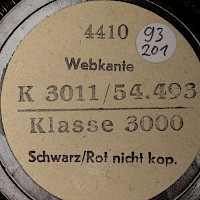 4410
93
201
Webkante
K 3011/54.493
Klasse 3000
Schwarz/Rot nicht kop.